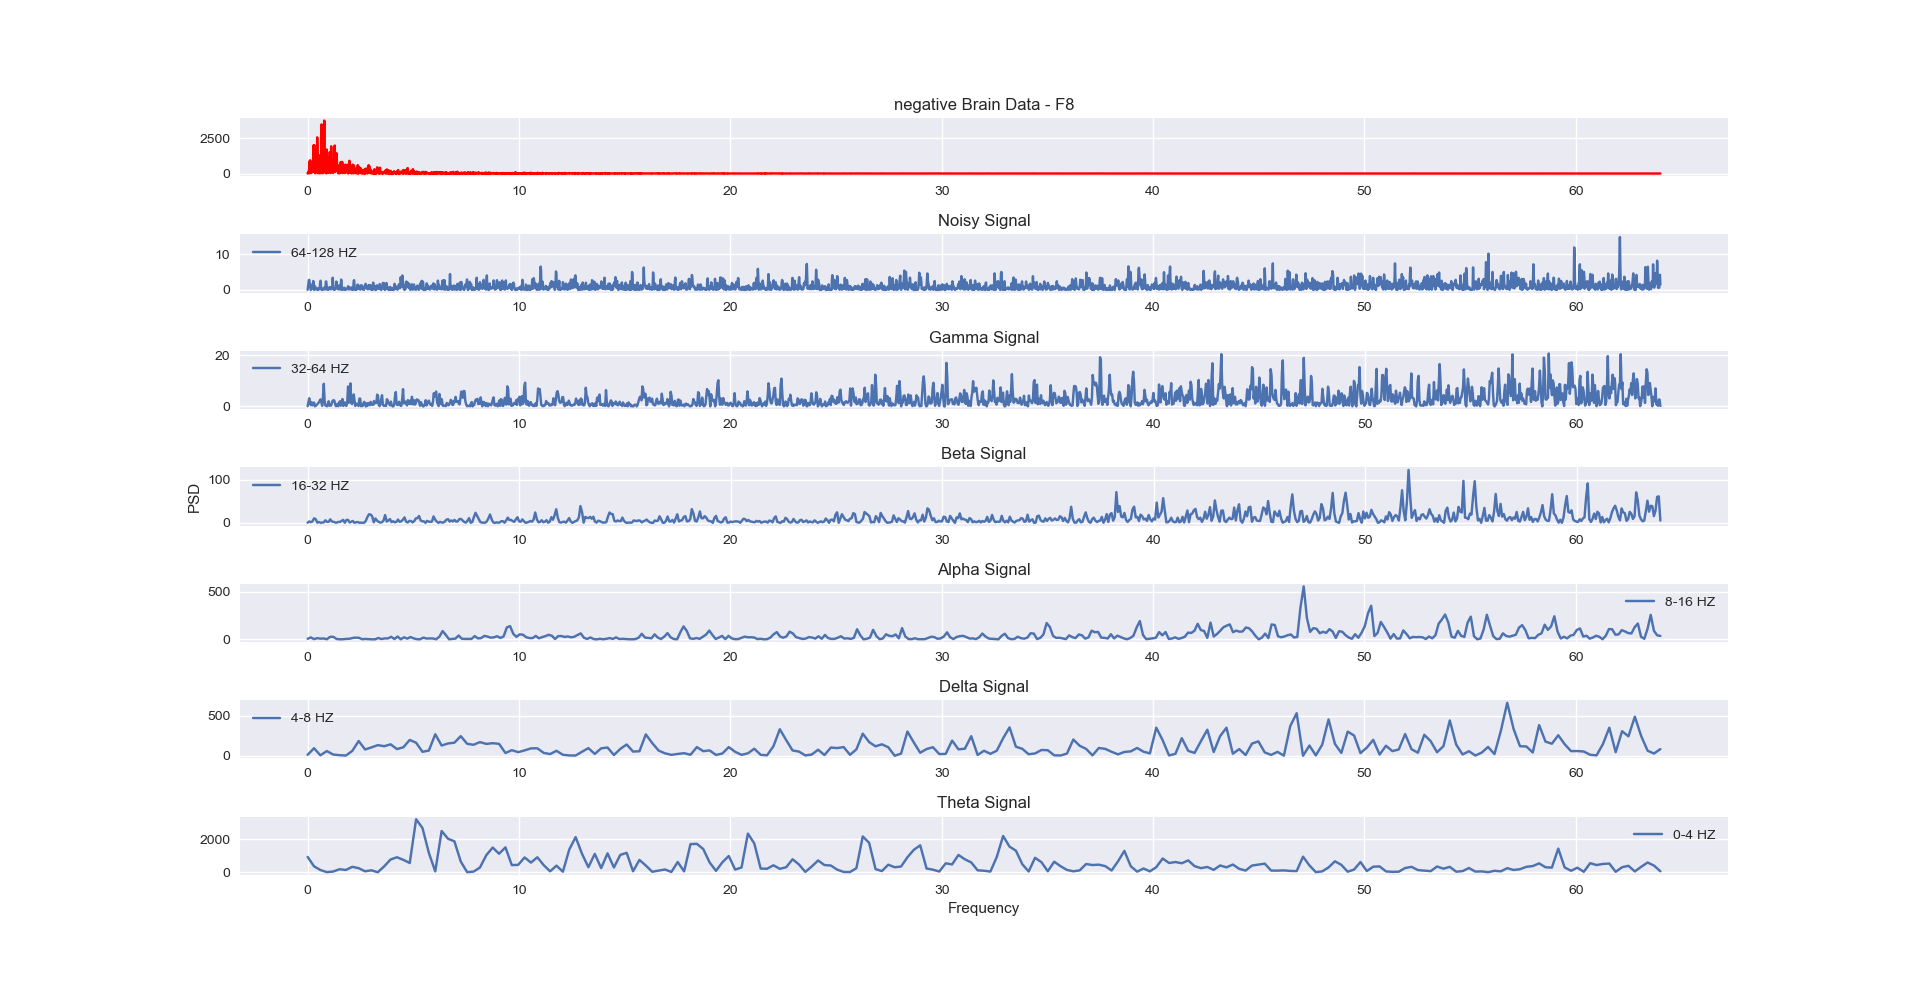 negative Brain Data - F8
2500
0
0 10 20 30 40 50 60
Noisy Signal
64-128 HZ
10
0
0 10 20 30 40 50 60
Gamma Signal
20
32-64 HZ
0
0 10 20 30 40 50 60
Beta Signal
100
16-32 HZ
PSD
0
0 10 20 30 40 50 60
Alpha Signal
500
8-16 HZ
0
0 10 20 30 40 50 60
Delta Signal
500
4-8 HZ
0
0 10 20 30 40 50 60
Theta Signal
0-4 HZ
2000
0
0 10 20 30 40 50 60
Frequency